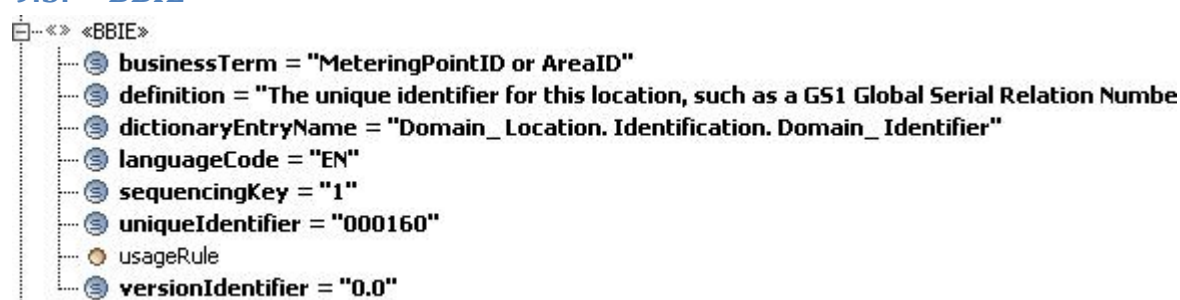 «BBIE»
businessTerm = "MeteringPointID or AreaID"
definition = "The unique identifier for this location, such as a GS1 Global Serial Relation Numbe
dictionaryEntryName = "Domain_ Location. Identification. Domain_ Identifier"
languageCode = "EN"
sequencingKey = "1"
uniqueIdentifier = "000160"
usageRule
versionIdentifier = "0.0"